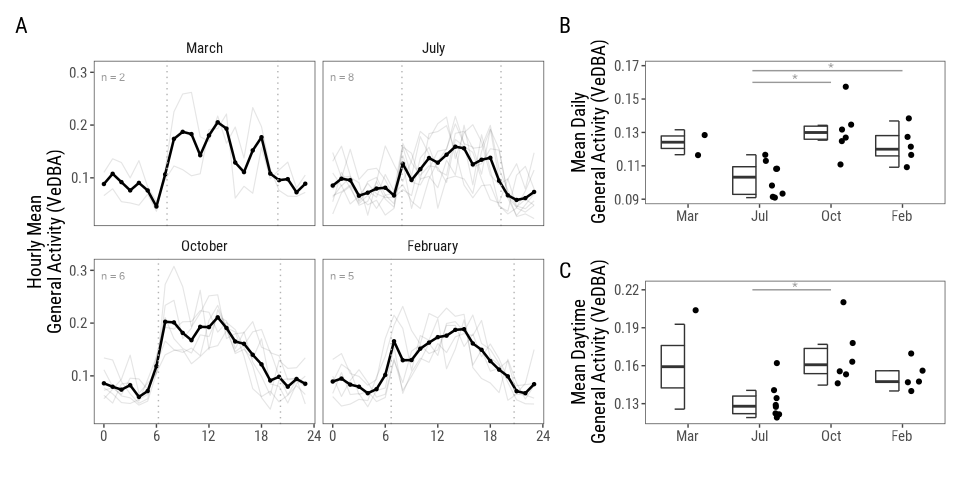 A
Hourly Mean
General Activity (VeDBA)
March
n = 2
0.3
0.2
0.1
July
n = 8
October
n = 6
0.3
0.2
0.1
0
6
12
18
24
February
n = 5
0
6
12
18
24
B
Mean Daily
General Activity (VeDBA)
0.17
0.15
0.13
0.11
0.09
*
*
Mar
Jul
Oct
Feb
C
Mean Daytime
General Activity (VeDBA)
0.22
0.19
0.16
0.13
*
Mar
Jul
Oct
Feb